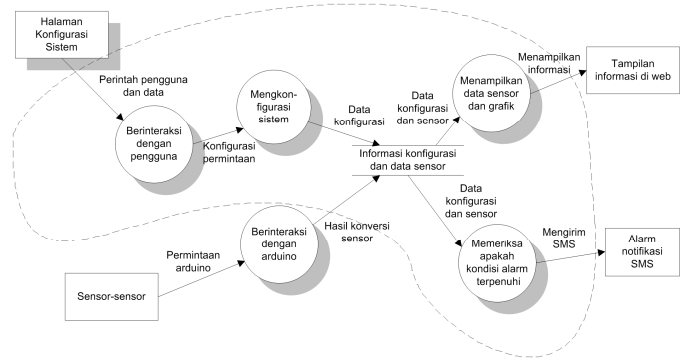 Halaman
Konfigurasi
Sistem
Perintah pengguna
dan data
Berinteraksi
dengan
pengguna
Konfigurasi
permintaan
Mengkon-
figurasi
sistem
Data
konfigurasi
Informasi konfigurasi
dan data sensor
Data
konfigurasi
dan sensor
Menampilkan
data sensor
dan grafik
Menampilkan
informasi
Tampilan
informasi di web
Sensor-sensor
Permintaan
arduino
Berinteraksi
dengan
arduino
Hasil konversi
sensor
Data
konfigurasi
dan sensor
Memeriksa
apakah
kondisi alarm
terpenuhi
Mengirim
SMS
Alarm
notifikasi
SMS